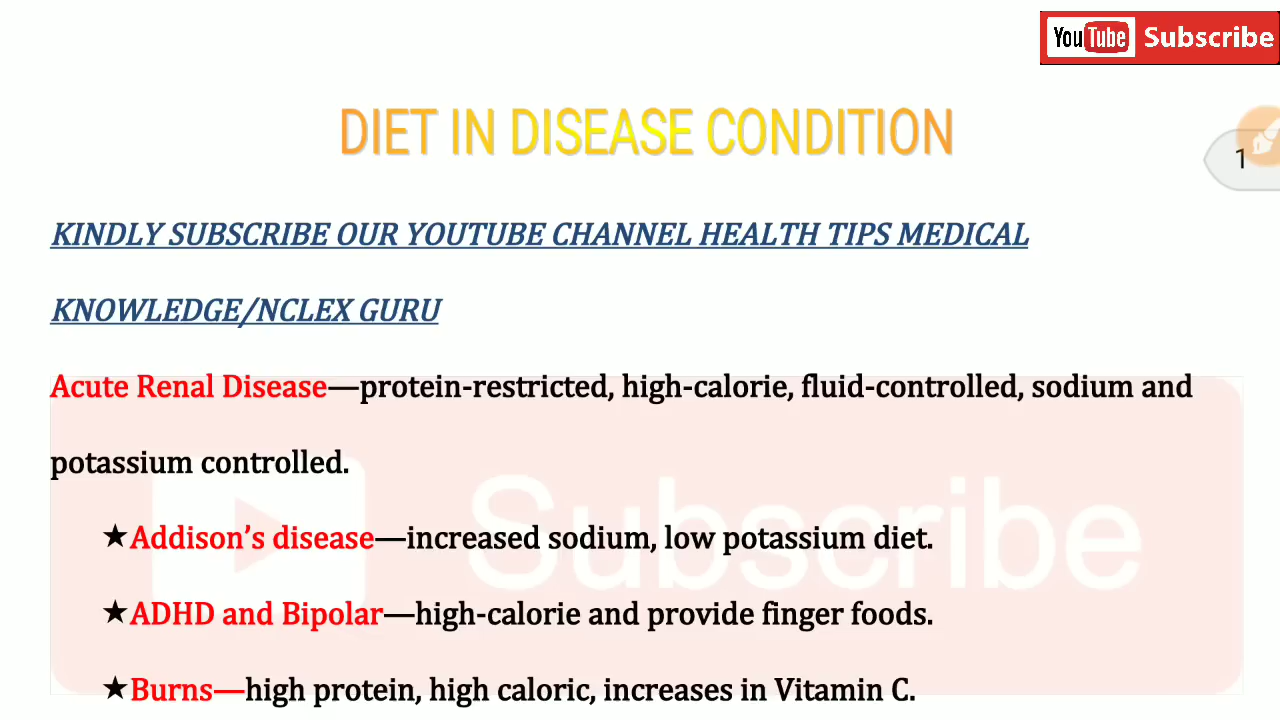 YouTube Subscribe
DIET IN DISEASE CONDITION
1
KINDLY SUBSCRIBE OUR YOUTUBE CHANNEL HEALTH TIPS MEDICAL
KNOWLEDGE/NCLEX GURU
Acute Renal Disease—protein-restricted, high-calorie, fluid-controlled, sodium and
potassium controlled.
Subscribe
★Addison’s disease—increased sodium, low potassium diet.
★ADHD and Bipolar—high-calorie and provide finger foods.
★Burns—high protein, high caloric, increases in Vitamin C.